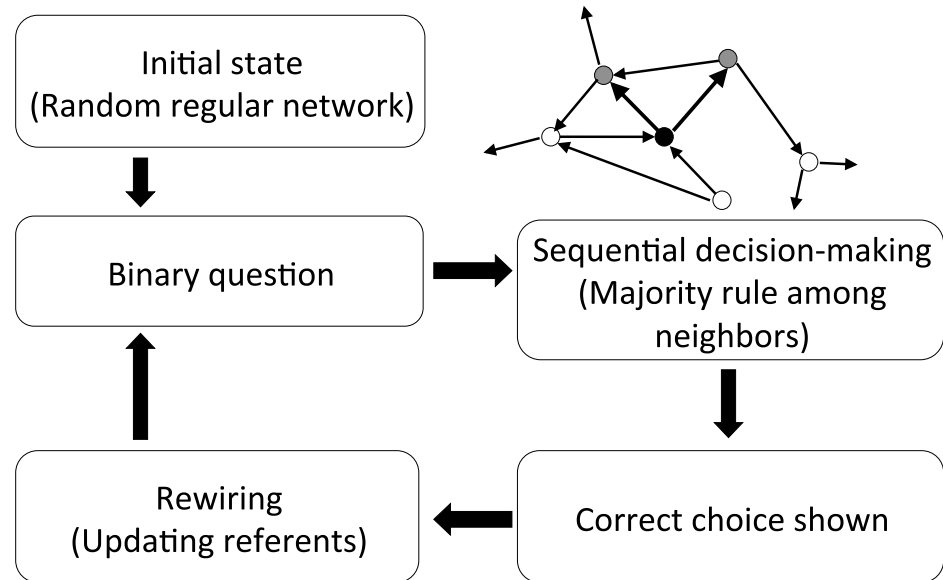 Initial state
(Random regular network)
Binary question
Sequential decision-making
(Majority rule among
neighbors)
Rewiring
(Updating referents)
Correct choice shown